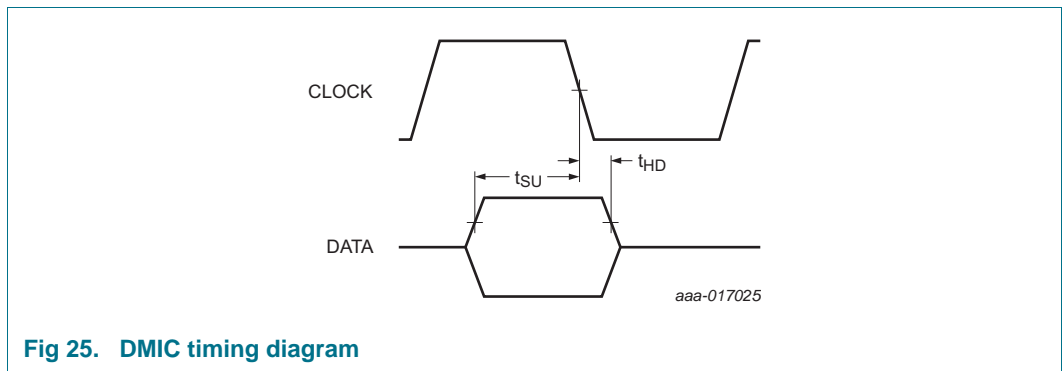 CLOCK
tHD
tSU
DATA
aaa-017025
Fig 25. DMIC timing diagram